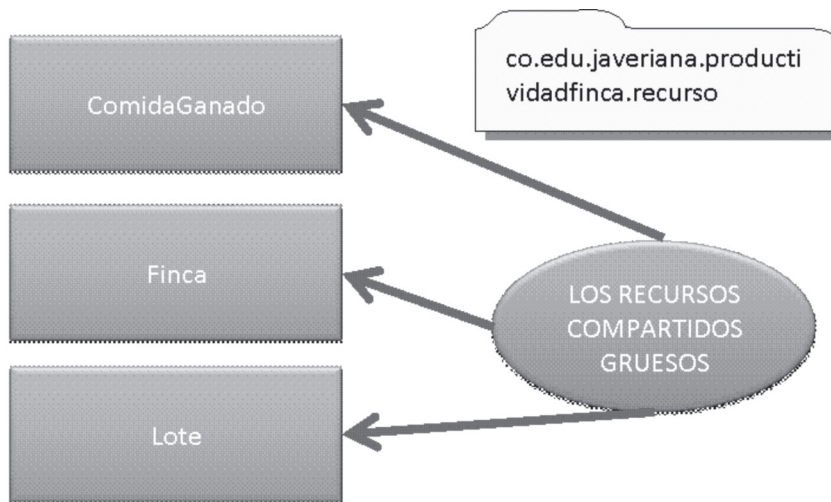 co.edu.javeriana.producti
vidadfinca.recurso
ComidaGanado
Finca
LOS RECURSOS
COMPARTIDOS
GRUESOS
Lote